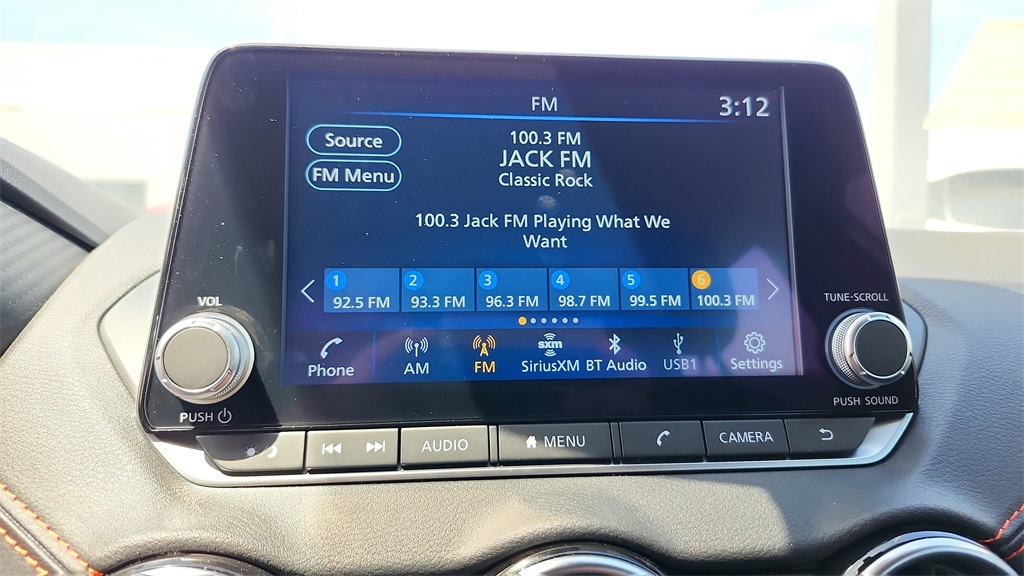 FM 3:12
Source
FM Menu
100.3 FM
JACK FM
Classic Rock
100.3 Jack FM Playing What We
Want
1 2 3 4 5 6
92.5 FM 93.3 FM 96.3 FM 98.7 FM 99.5 FM 100.3 FM
sxm
Phone AM FM SiriusXM BT Audio USB1 Settings
VOL
PUSH
TUNE·SCROLL
PUSH SOUND
AUDIO MENU CAMERA